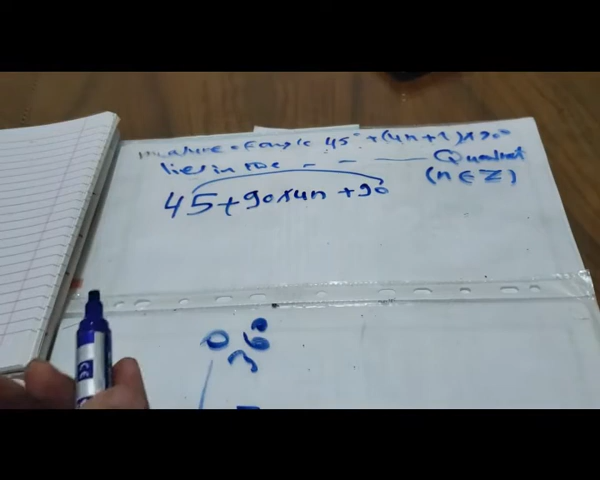 measure of angle 45° + (4n+1) x 90°
lies in the - - — Quadrant
(n ∈ Z)
45 + 90 x 4n + 90
0 360